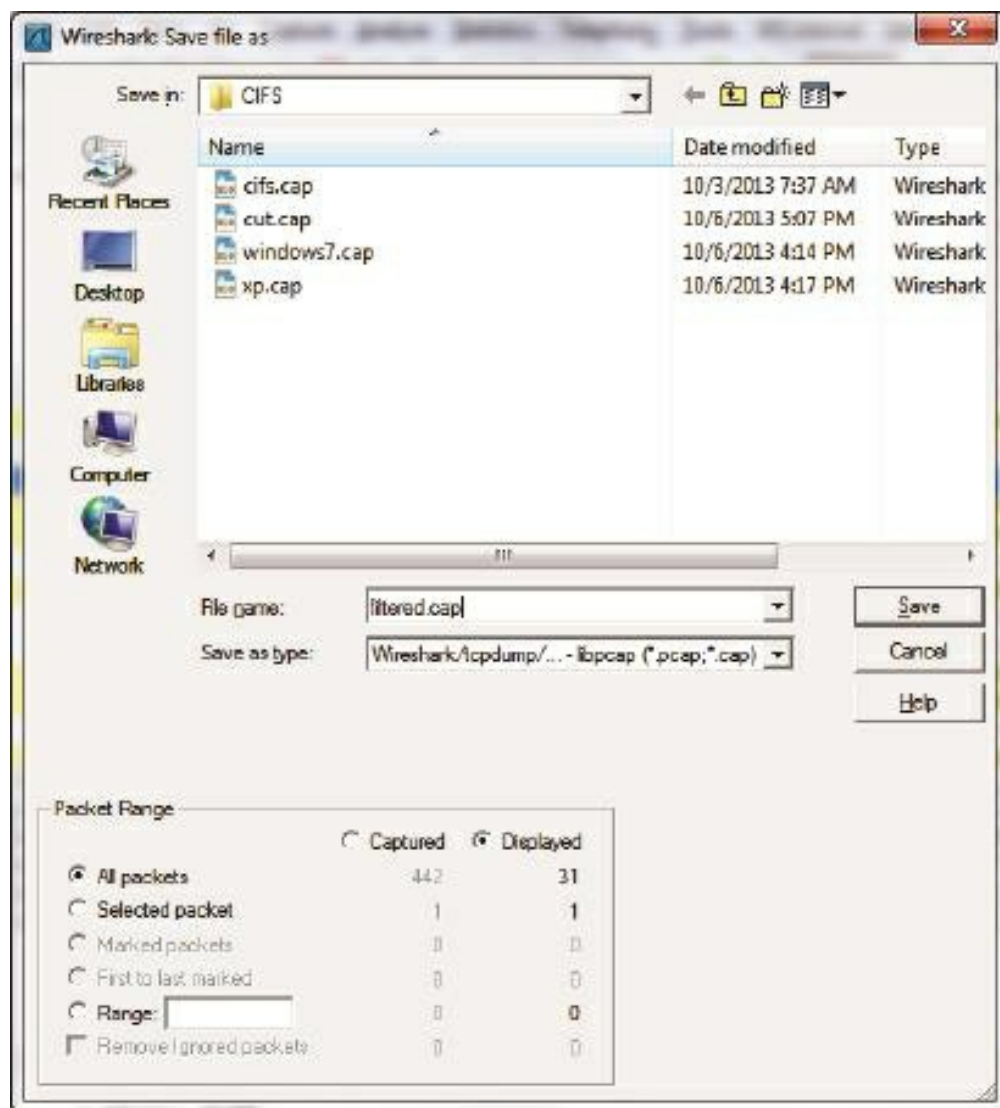 Wireshark: Save file as
Save in: CIFS
Name Date modified Type
cifs.cap 10/3/2013 7:37 AM Wireshark
cut.cap 10/6/2013 5:07 PM Wireshark
windows7.cap 10/6/2013 4:14 PM Wireshark
xp.cap 10/6/2013 4:17 PM Wireshark
Recent Places
Desktop
Libraries
Computer
Network
File name: filtered.cap Save
Save as type: Wireshark/tcpdump/... - libpcap (*.pcap;*.cap) Cancel
Help
Packet Range
Captured Displayed
All packets 442 31
Selected packet 1 1
Marked packets 0 0
First to last marked 0 0
Range: 0 0
Remove Ignored packets 0 0